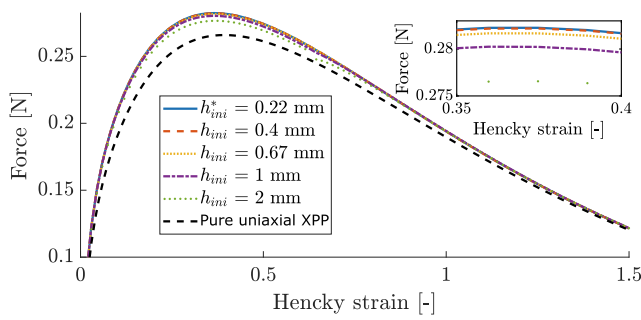 0.25
0.2
0.15
0.1
Force [N]
0
0.5
1
1.5
Hencky strain [-]
h*ini = 0.22 mm
hini = 0.4 mm
hini = 0.67 mm
hini = 1 mm
hini = 2 mm
Pure uniaxial XPP
Force [N]
0.28
0.275
0.35
0.4
Hencky strain [-]